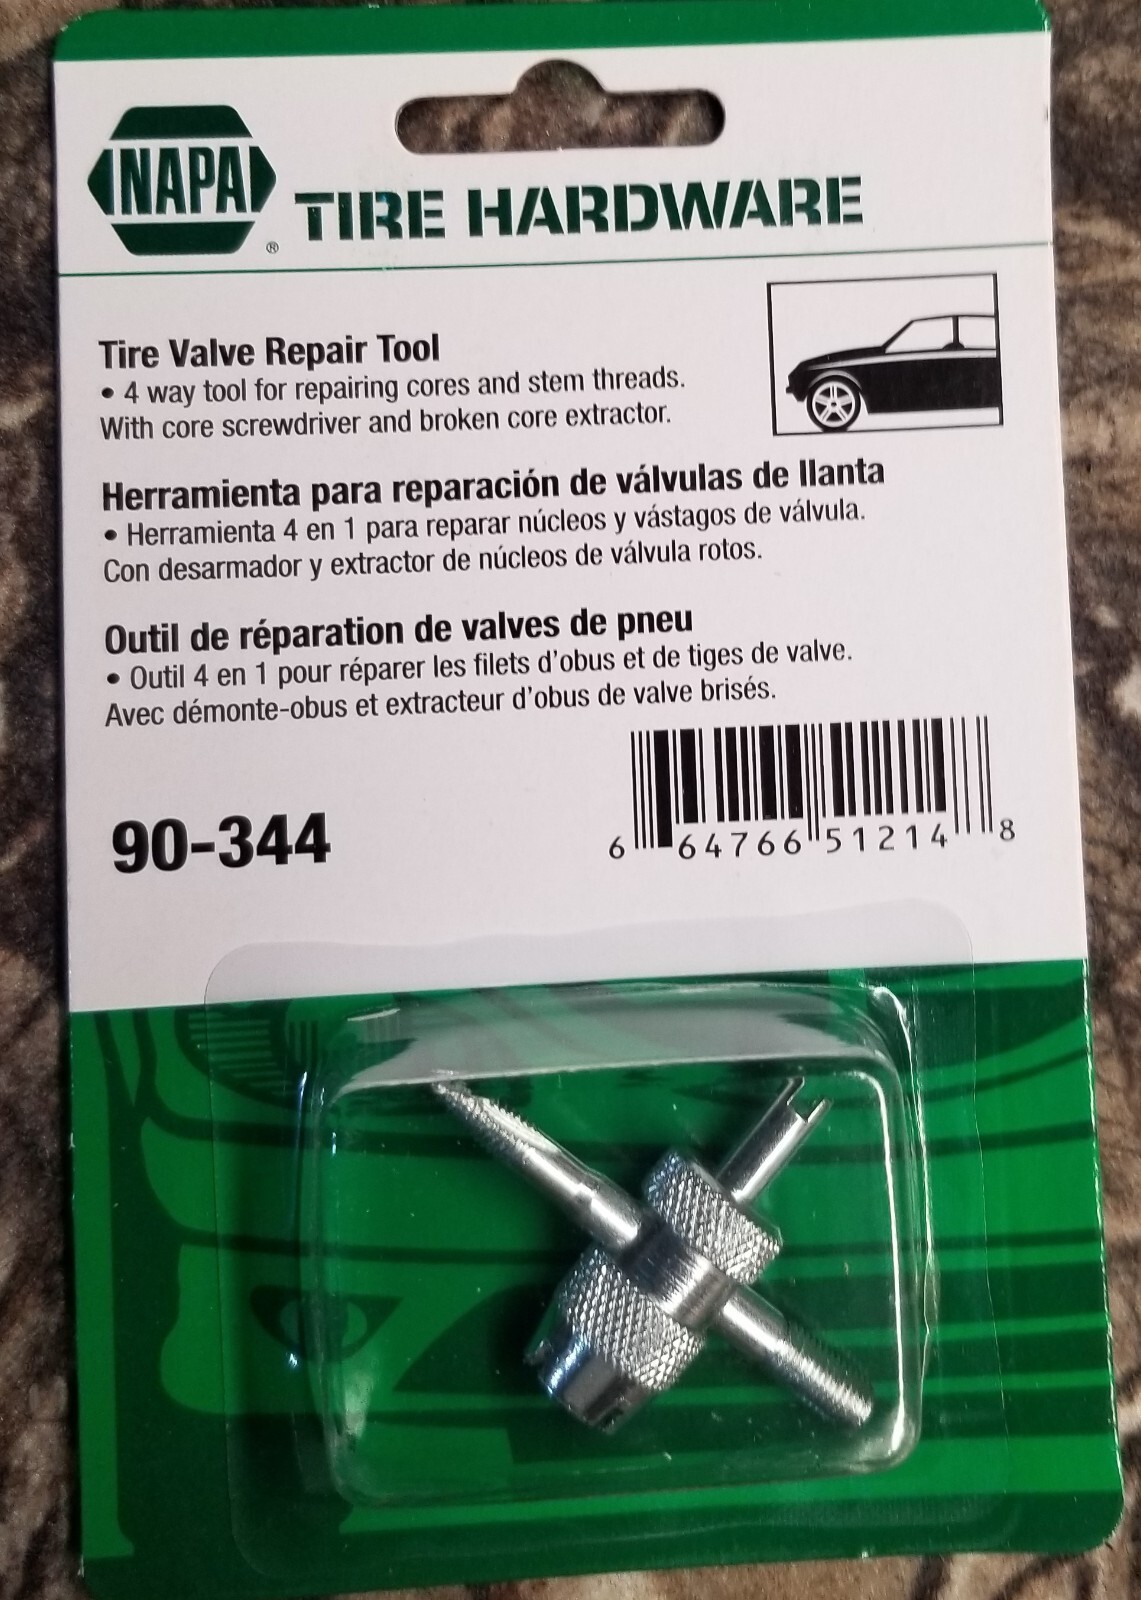 NAPA
®
TIRE HARDWARE
Tire Valve Repair Tool
• 4 way tool for repairing cores and stem threads.
With core screwdriver and broken core extractor.
Herramienta para reparación de válvulas de llanta
• Herramienta 4 en 1 para reparar núcleos y vástagos de válvula.
Con desarmador y extractor de núcleos de válvula rotos.
Outil de réparation de valves de pneu
• Outil 4 en 1 pour réparer les filets d'obus et de tiges de valve.
Avec démonte-obus et extracteur d'obus de valve brisés.
90-344
6 64766 51214 8